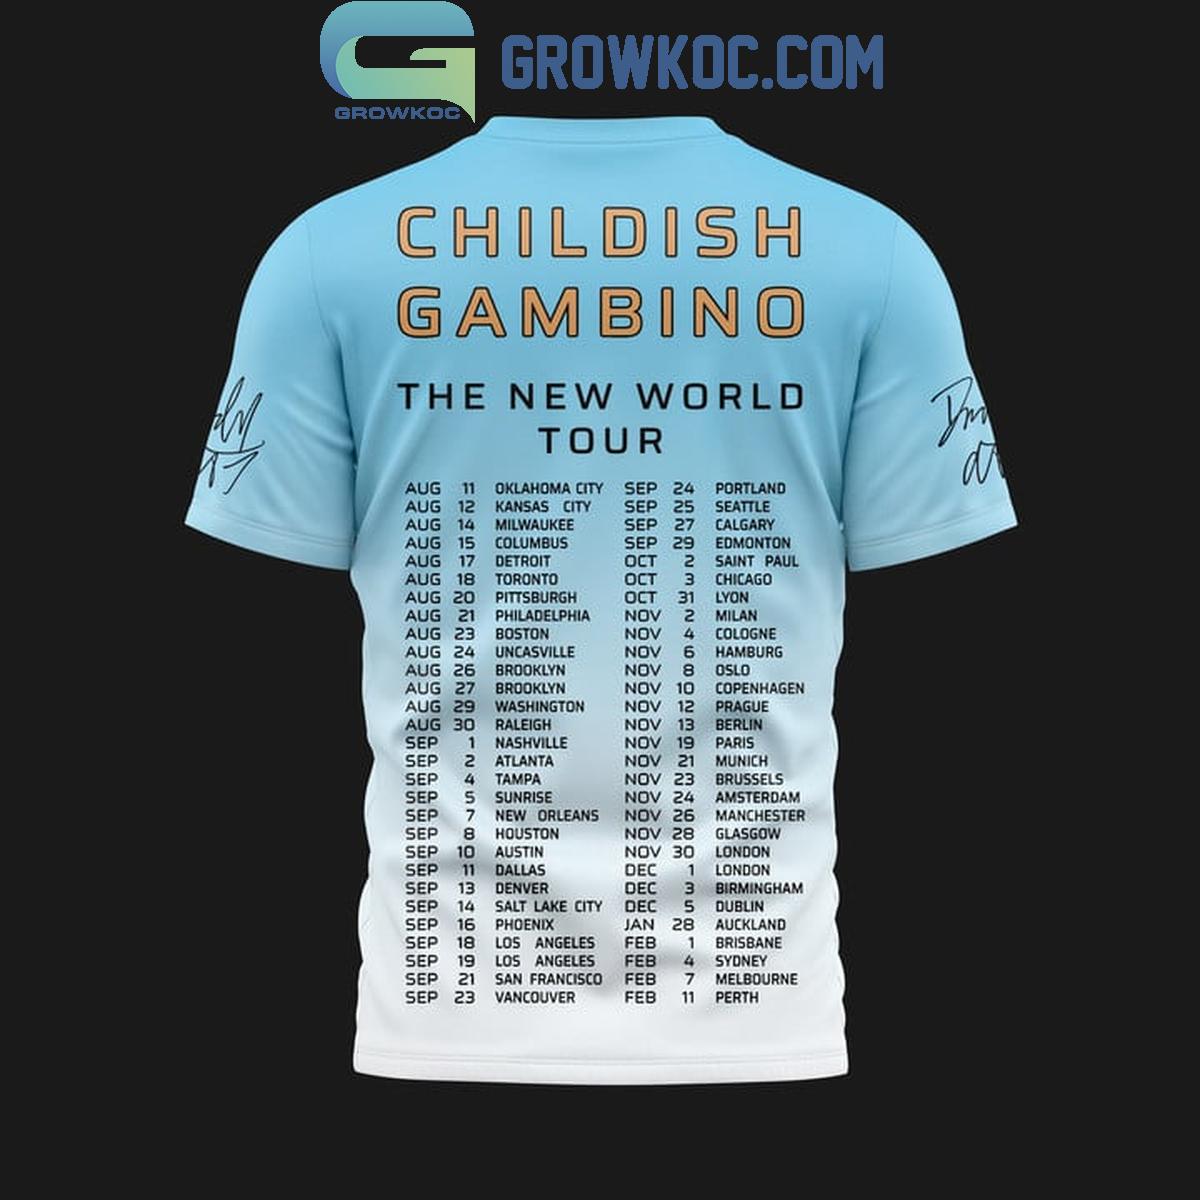 GROWKOC.COM
GROWKOC
CHILDISH
GAMBINO
THE NEW WORLD
TOUR
AUG 11 OKLAHOMA CITY SEP 24 PORTLAND
AUG 12 KANSAS CITY SEP 25 SEATTLE
AUG 14 MILWAUKEE SEP 27 CALGARY
AUG 15 COLUMBUS SEP 29 EDMONTON
AUG 17 DETROIT OCT 2 SAINT PAUL
AUG 18 TORONTO OCT 3 CHICAGO
AUG 20 PITTSBURGH OCT 31 LYON
AUG 21 PHILADELPHIA NOV 2 MILAN
AUG 23 BOSTON NOV 4 COLOGNE
AUG 24 UNCASVILLE NOV 6 HAMBURG
AUG 26 BROOKLYN NOV 8 OSLO
AUG 27 BROOKLYN NOV 10 COPENHAGEN
AUG 29 WASHINGTON NOV 12 PRAGUE
AUG 30 RALEIGH NOV 13 BERLIN
SEP 1 NASHVILLE NOV 19 PARIS
SEP 2 ATLANTA NOV 21 MUNICH
SEP 4 TAMPA NOV 23 BRUSSELS
SEP 5 SUNRISE NOV 24 AMSTERDAM
SEP 7 NEW ORLEANS NOV 26 MANCHESTER
SEP 8 HOUSTON NOV 28 GLASGOW
SEP 10 AUSTIN NOV 30 LONDON
SEP 11 DALLAS DEC 1 LONDON
SEP 13 DENVER DEC 3 BIRMINGHAM
SEP 14 SALT LAKE CITY DEC 5 DUBLIN
SEP 16 PHOENIX JAN 28 AUCKLAND
SEP 18 LOS ANGELES FEB 1 BRISBANE
SEP 19 LOS ANGELES FEB 4 SYDNEY
SEP 21 SAN FRANCISCO FEB 7 MELBOURNE
SEP 23 VANCOUVER FEB 11 PERTH